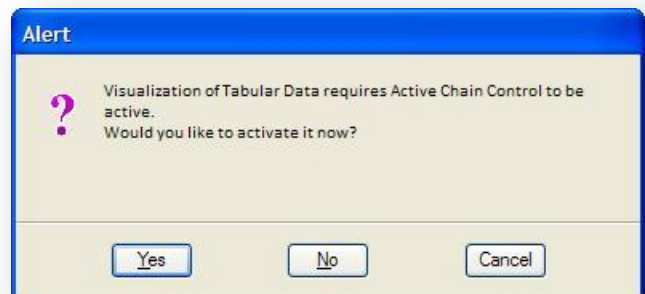 Alert
Visualization of Tabular Data requires Active Chain Control to be
active.
Would you like to activate it now?
Yes
No
Cancel